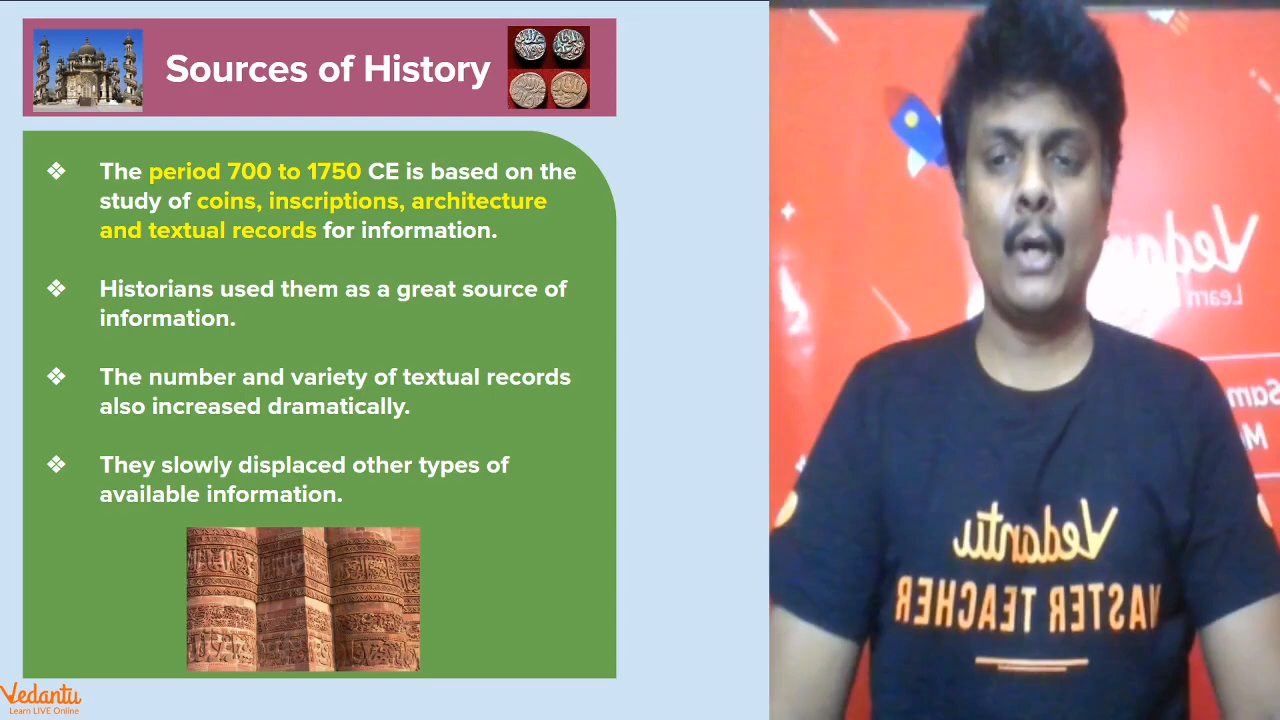 Sources of History
❖ The period 700 to 1750 CE is based on the
study of coins, inscriptions, architecture
and textual records for information.
❖ Historians used them as a great source of
information.
❖ The number and variety of textual records
also increased dramatically.
❖ They slowly displaced other types of
available information.
Vedantu
Learn LIVE Online
Vedantu
Learn
Vedantu
MASTER TEACHER